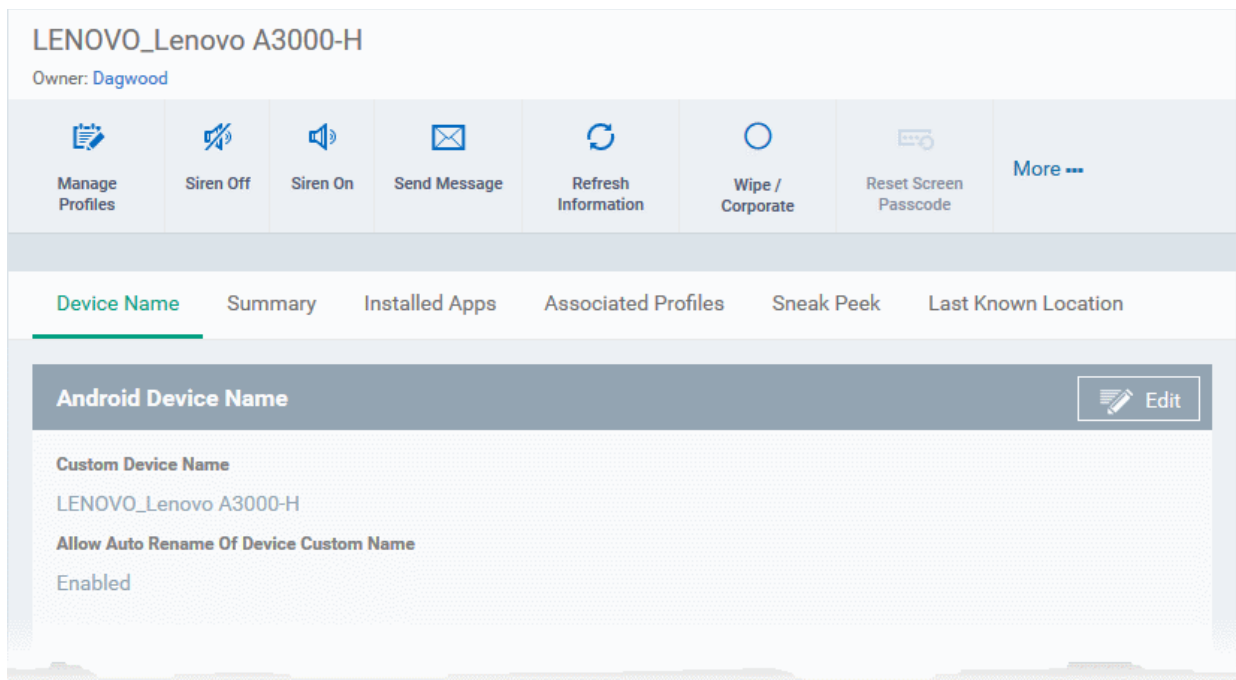 LENOVO_Lenovo A3000-H
Owner: Dagwood
Manage
Profiles
Siren Off
Siren On
Send Message
Refresh
Information
Wipe /
Corporate
Reset Screen
Passcode
More
Device Name
Summary
Installed Apps
Associated Profiles
Sneak Peek
Last Known Location
Android Device Name
Edit
Custom Device Name
LENOVO_Lenovo A3000-H
Allow Auto Rename Of Device Custom Name
Enabled